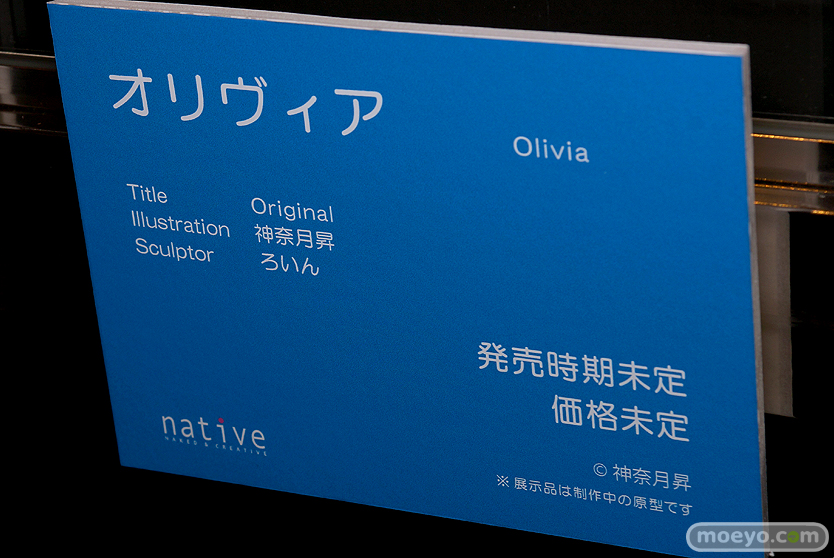 オリヴィア
Olivia
Title Original
Illustration 神奈月昇
Sculptor ろいん
発売時期未定
価格未定
native
NAKED & CREATIVE
© 神奈月昇
※ 展示品は制作中の原型です
moeyo.com